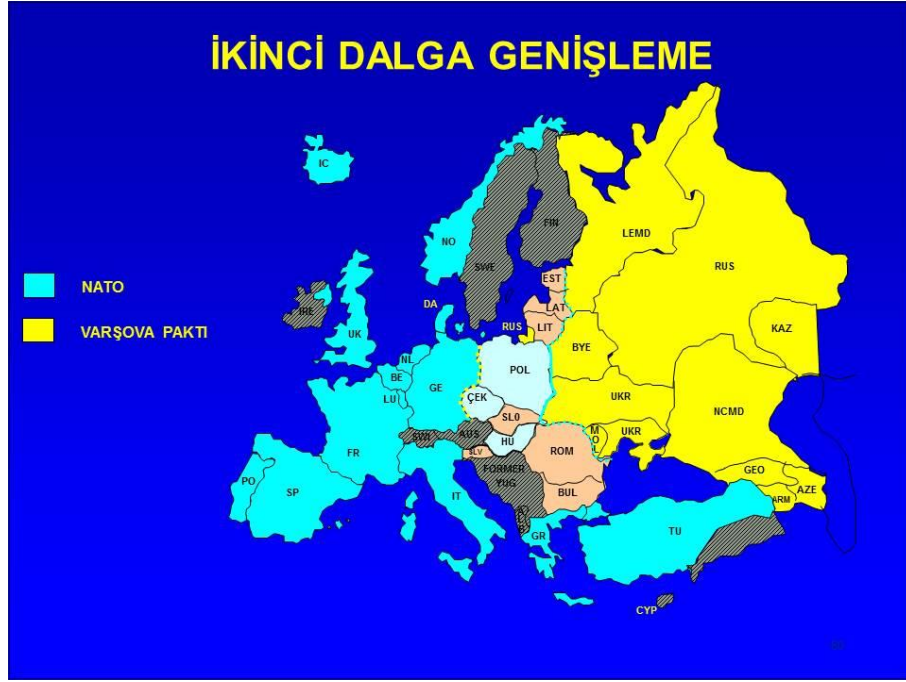 İKİNCİ DALGA GENİŞLEME
IC
NO
SWE
FIN
LEMD
RUS
EST
LAT
LIT
RUS
DA
NATO
VARŞOVA PAKTI
IRE
UK
KAZ
BYE
NL
BE
LU
GE
POL
ÇEK
UKR
NCMD
SLO
MOL
UKR
SWI
AUS
HU
SLV
ROM
FR
FORMER
YUG
BUL
GEO
AZE
ARM
PO
SP
IT
ALB
GR
TU
CYP